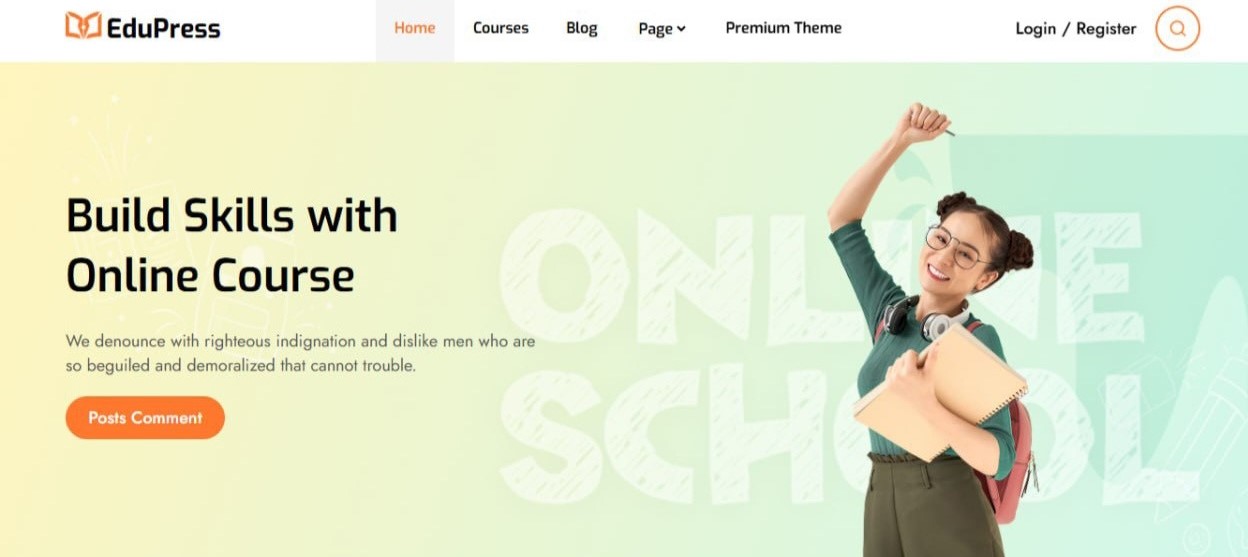 EduPress
Home Courses Blog Page Premium Theme
Login / Register
Build Skills with
Online Course
We denounce with righteous indignation and dislike men who are
so beguiled and demoralized that cannot trouble.
Posts Comment
ONLINE
SCHOOL